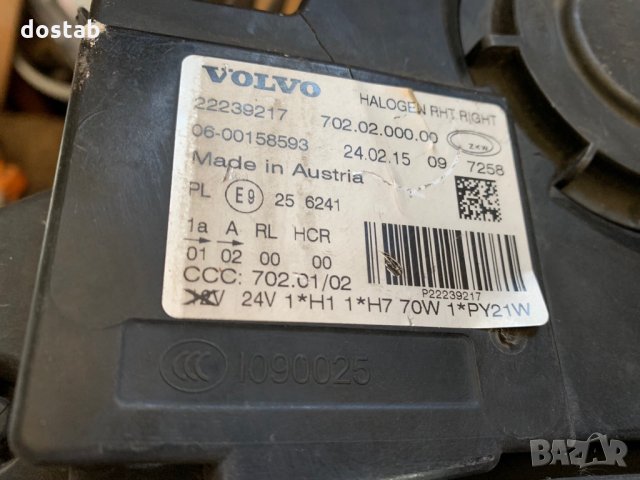 dostab
VOLVO
HALOGEN RHT RIGHT
22239217 702.02.000.00 ZKW
06-00158593 24.02.15 09 7258
Made in Austria
PL E9 25 6241
1a A RL HCR
01 02 00 00
CCC: 702.01/02
P22239217
24V 1*H1 1*H7 70W 1*PY21W
CCC I090025
BAZAR